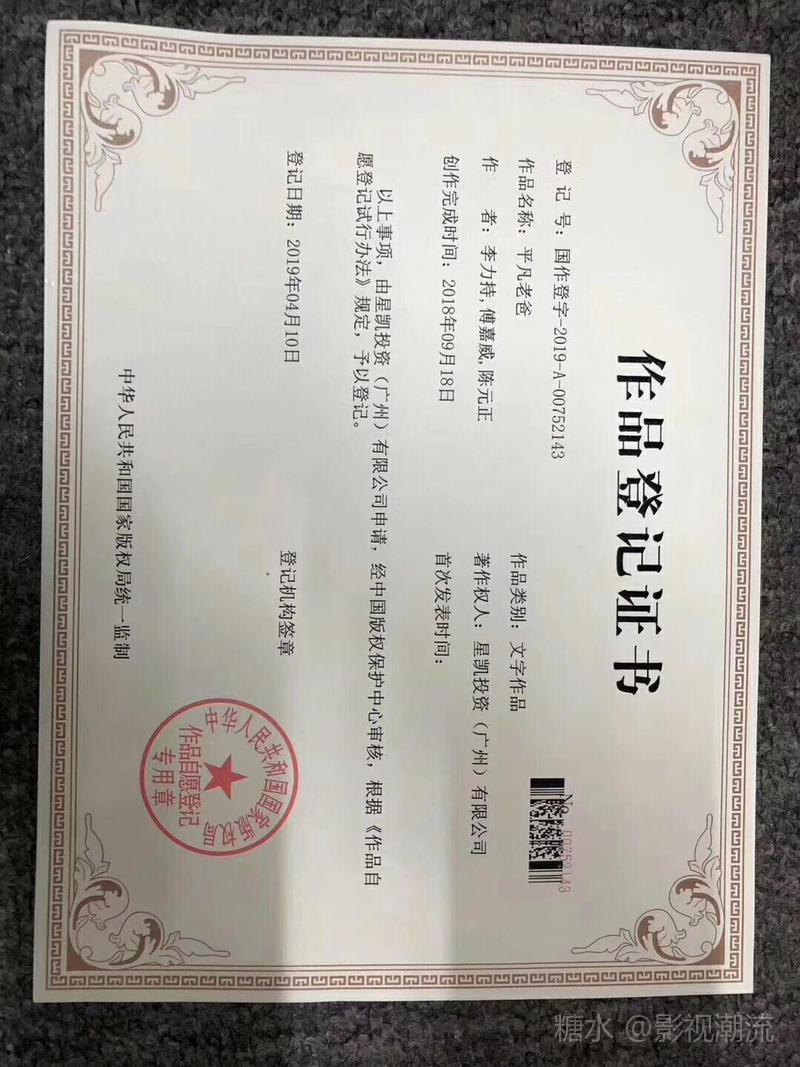 作品登记证书
No 00752143
登 记 号：国作登字-2019-A-00752143
作品名称：平凡老爸
作品类别：文字作品
作 者：李力持,傅嘉威,陈元正
著作权人：星凯投资（广州）有限公司
创作完成时间：2018年09月18日
首次发表时间：
以上事项，由星凯投资（广州）有限公司申请，经中国版权保护中心审核，根据《作品自
愿登记试行办法》规定，予以登记。
登记日期：2019年04月10日
登记机构签章
中华人民共和国国家版权局
作品自愿登记
专用章
中华人民共和国国家版权局统一监制
糖水 @影视潮流